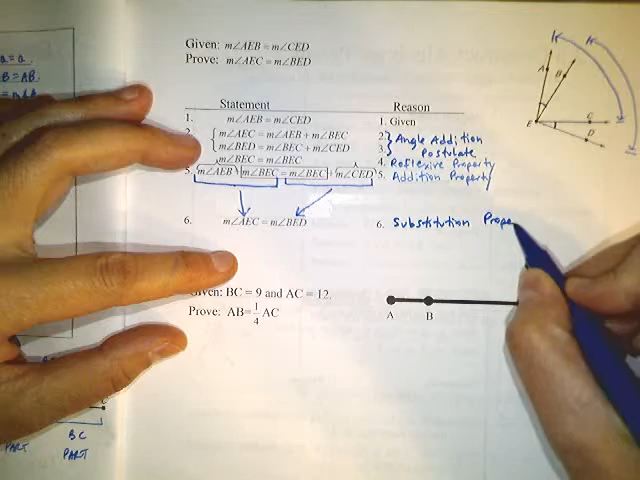 a = a.
B = AB.
Given: m∠AEB = m∠CED
Prove: m∠AEC = m∠BED
Statement Reason
1. m∠AEB = m∠CED 1. Given
m∠AEC = m∠AEB + m∠BEC 2. Angle Addition
m∠BED = m∠BEC + m∠CED 3. Postulate
m∠BEC = m∠BEC 4. Reflexive Property
5. m∠AEB + m∠BEC = m∠BEC + m∠CED 5. Addition Property
6. m∠AEC = m∠BED 6. Substitution Prope
A
B
C
D
E
Given: BC = 9 and AC = 12.
Prove: AB = 1/4 AC
A B
C
BC
PART PART